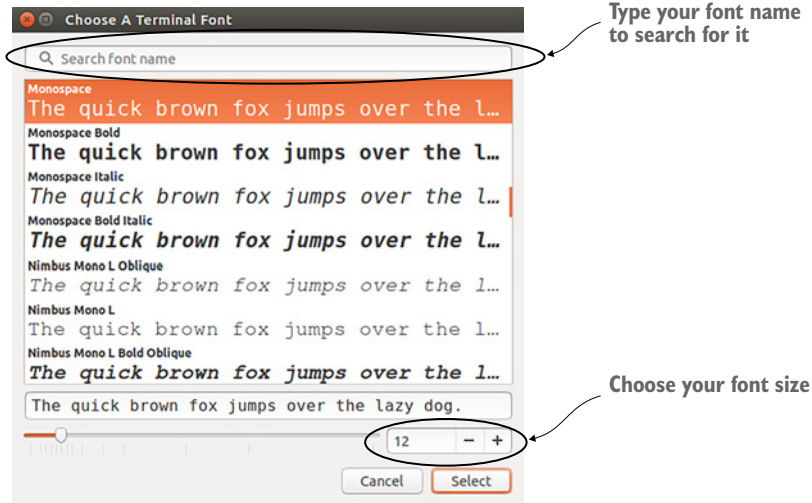 Choose A Terminal Font
Type your font name
to search for it
Search font name
Monospace
The quick brown fox jumps over the l…
Monospace Bold
The quick brown fox jumps over the l…
Monospace Italic
The quick brown fox jumps over the l…
Monospace Bold Italic
The quick brown fox jumps over the l…
Nimbus Mono L Oblique
The quick brown fox jumps over the l…
Nimbus Mono L
The quick brown fox jumps over the l…
Nimbus Mono L Bold Oblique
The quick brown fox jumps over the l…
Choose your font size
The quick brown fox jumps over the lazy dog.
12 − +
Cancel Select